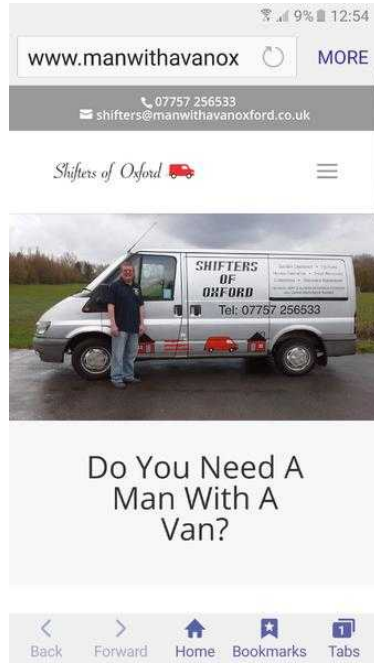 9% 12:54
www.manwithavanox MORE
07757 256533
shifters@manwithavanoxford.co.uk
Shifters of Oxford
SHIFTERS
OF
OXFORD
Tel: 07757 256533
Do You Need A
Man With A
Van?
Back Forward Home Bookmarks 1 Tabs